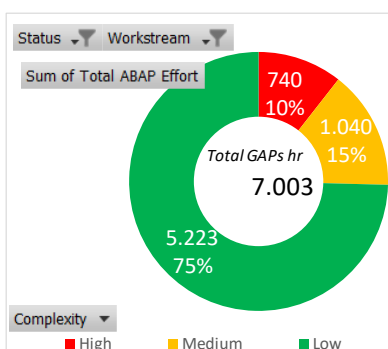 Status Workstream
Sum of Total ABAP Effort
740
10%
1.040
15%
Total GAPs hr
7.003
5.223
75%
Complexity
High Medium Low